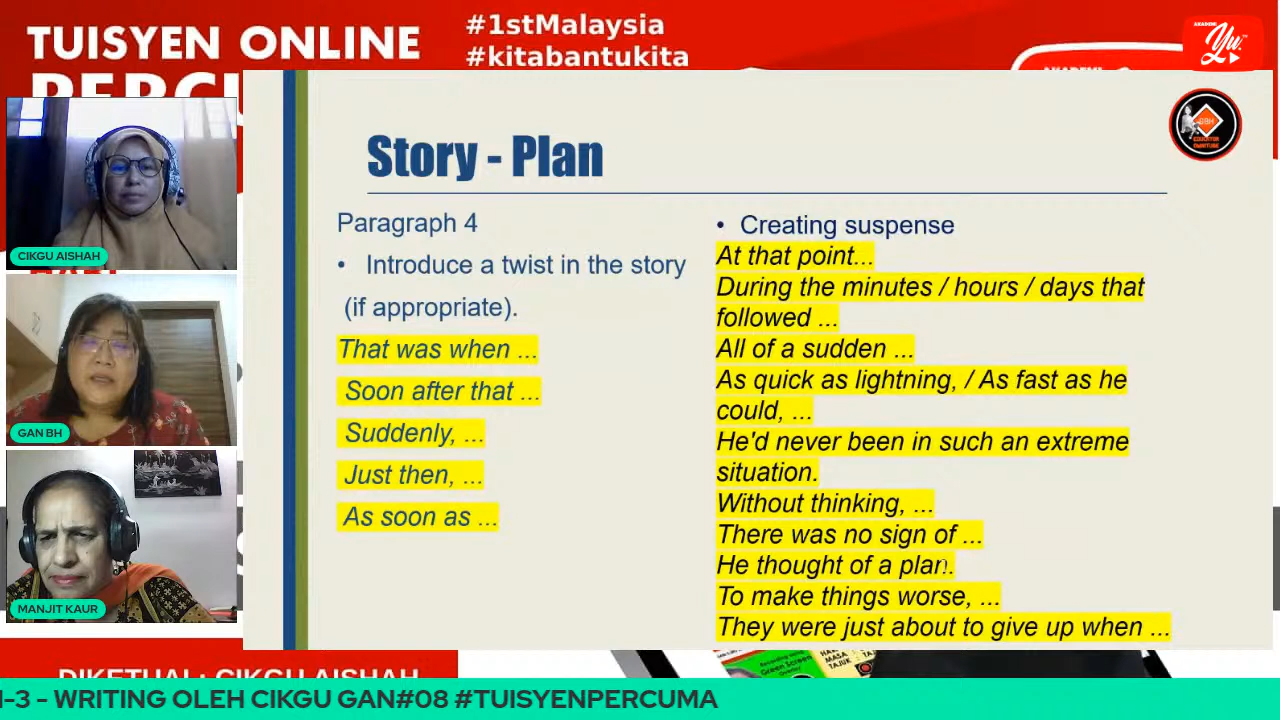 TUISYEN ONLINE
#1stMalaysia
#kitabantukita
Story - Plan
Paragraph 4
• Introduce a twist in the story
(if appropriate).
That was when ...
Soon after that ...
Suddenly, ...
Just then, ...
As soon as ...
• Creating suspense
At that point...
During the minutes / hours / days that
followed ...
All of a sudden ...
As quick as lightning, / As fast as he
could, ...
He'd never been in such an extreme
situation.
Without thinking, ...
There was no sign of ...
He thought of a plan.
To make things worse, ...
They were just about to give up when ...
CIKGU AISHAH
GAN BH
MANJIT KAUR
DIKETUAI : CIKGU AISHAH
-3 - WRITING OLEH CIKGU GAN#08 #TUISYENPERCUMA